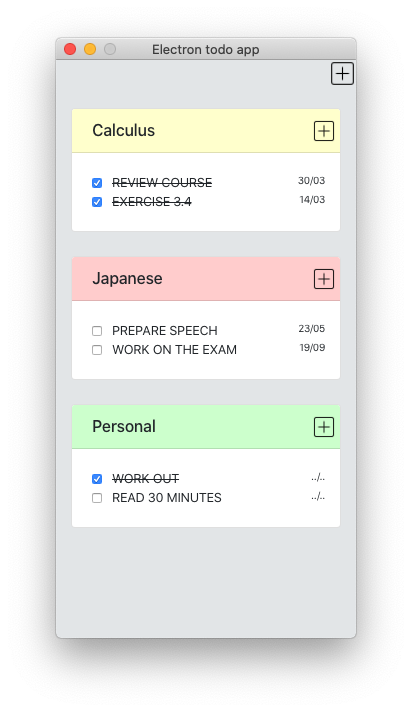 Electron todo app
Calculus
REVIEW COURSE 30/03
EXERCISE 3.4 14/03
Japanese
PREPARE SPEECH 23/05
WORK ON THE EXAM 19/09
Personal
WORK OUT ../..
READ 30 MINUTES ../..